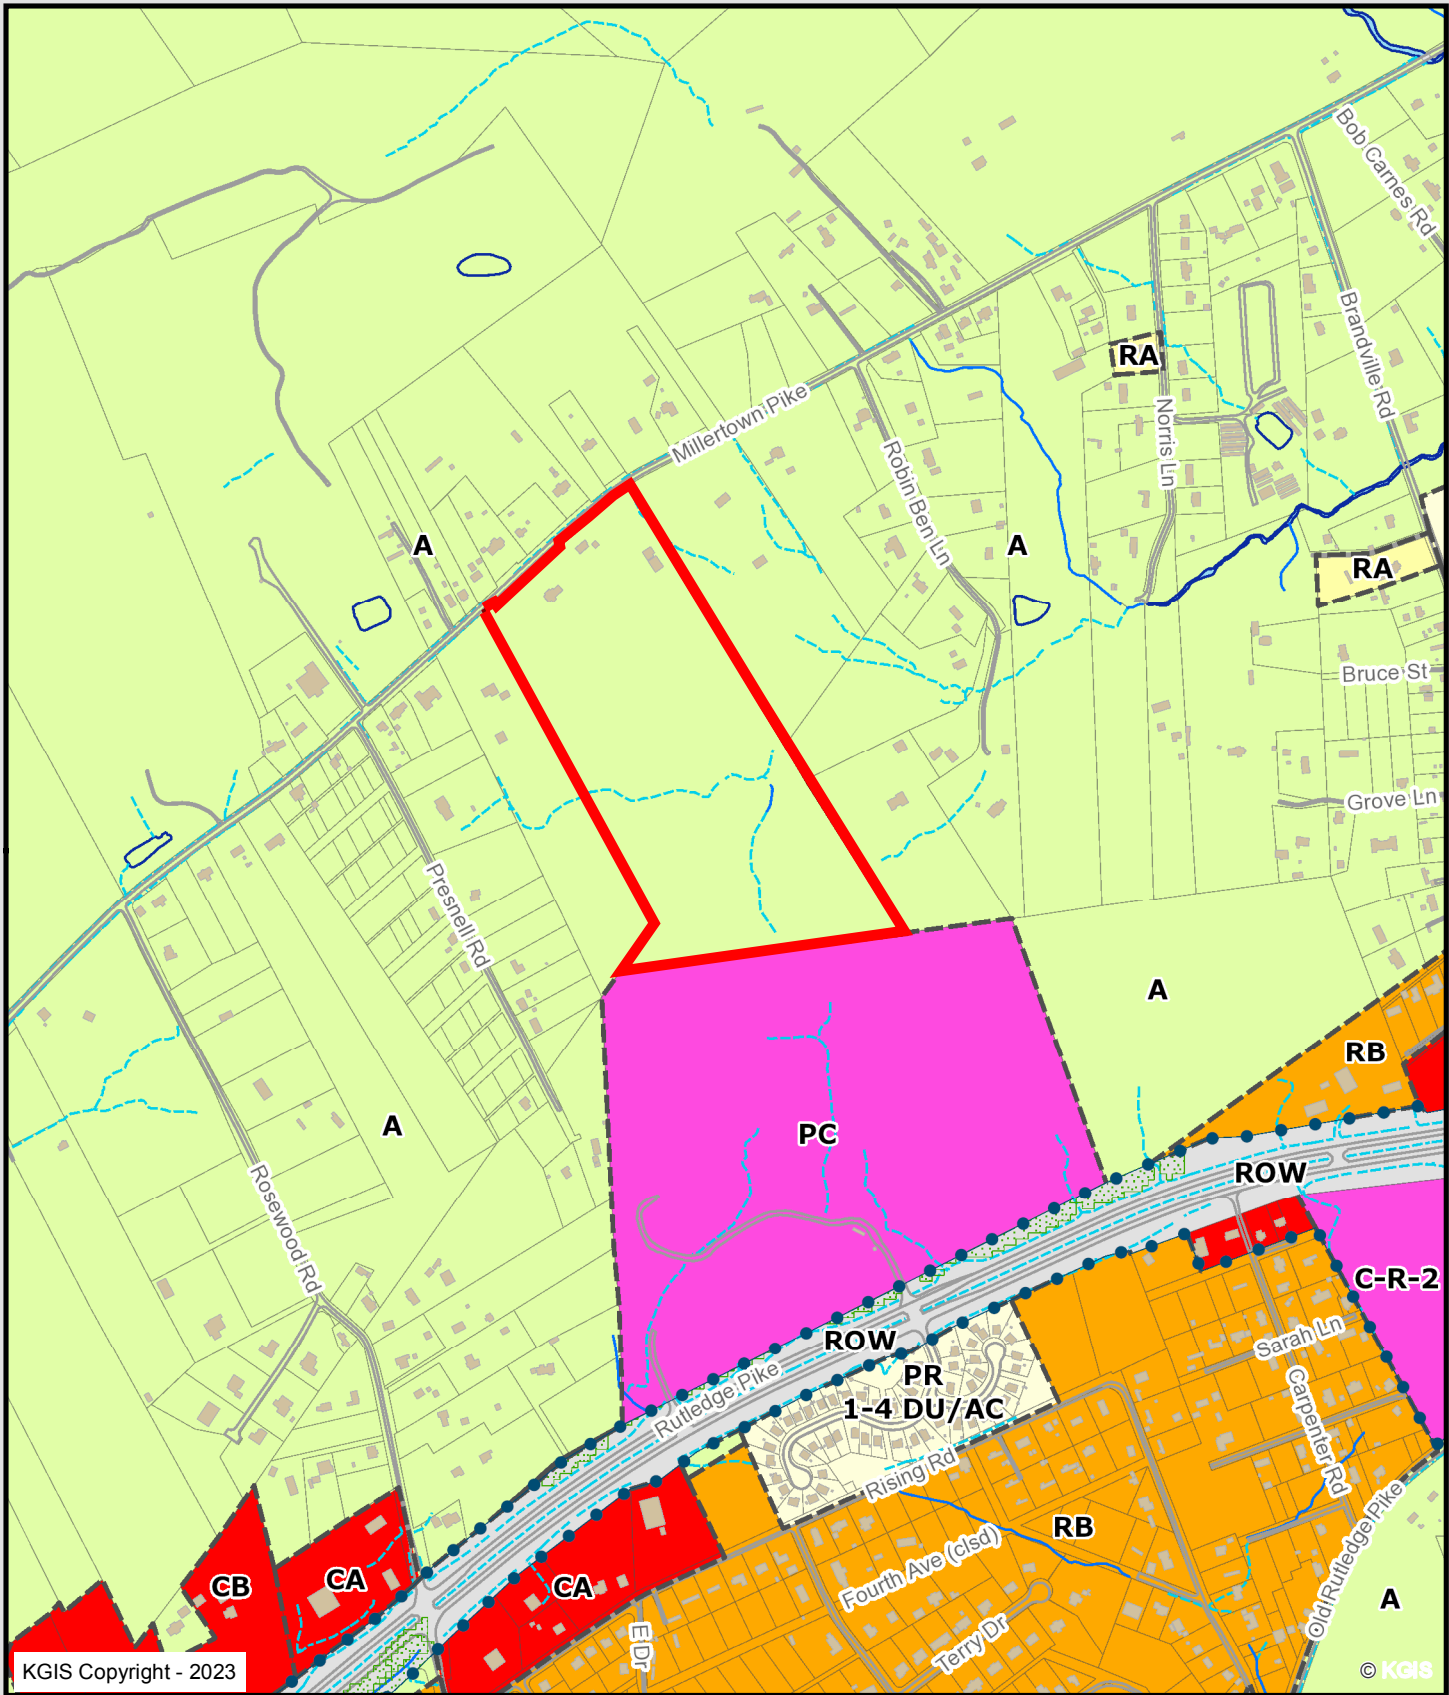 Bob Carnes Rd
Brandville Rd
RA
Millertown Pike
Norris Ln
Robin Ben Ln
A
A
RA
Bruce St
Grove Ln
Presnell Rd
A
RB
A
PC
ROW
Rosewood Rd
C-R-2
ROW
Sarah Ln
PR
1-4 DU/AC
Rutledge Pike
Carpenter Rd
Rising Rd
RB
Fourth Ave (clsd)
Old Rutledge Pike
CB
CA
CA
A
E Dr
Terry Dr
KGIS Copyright - 2023
© KGIS